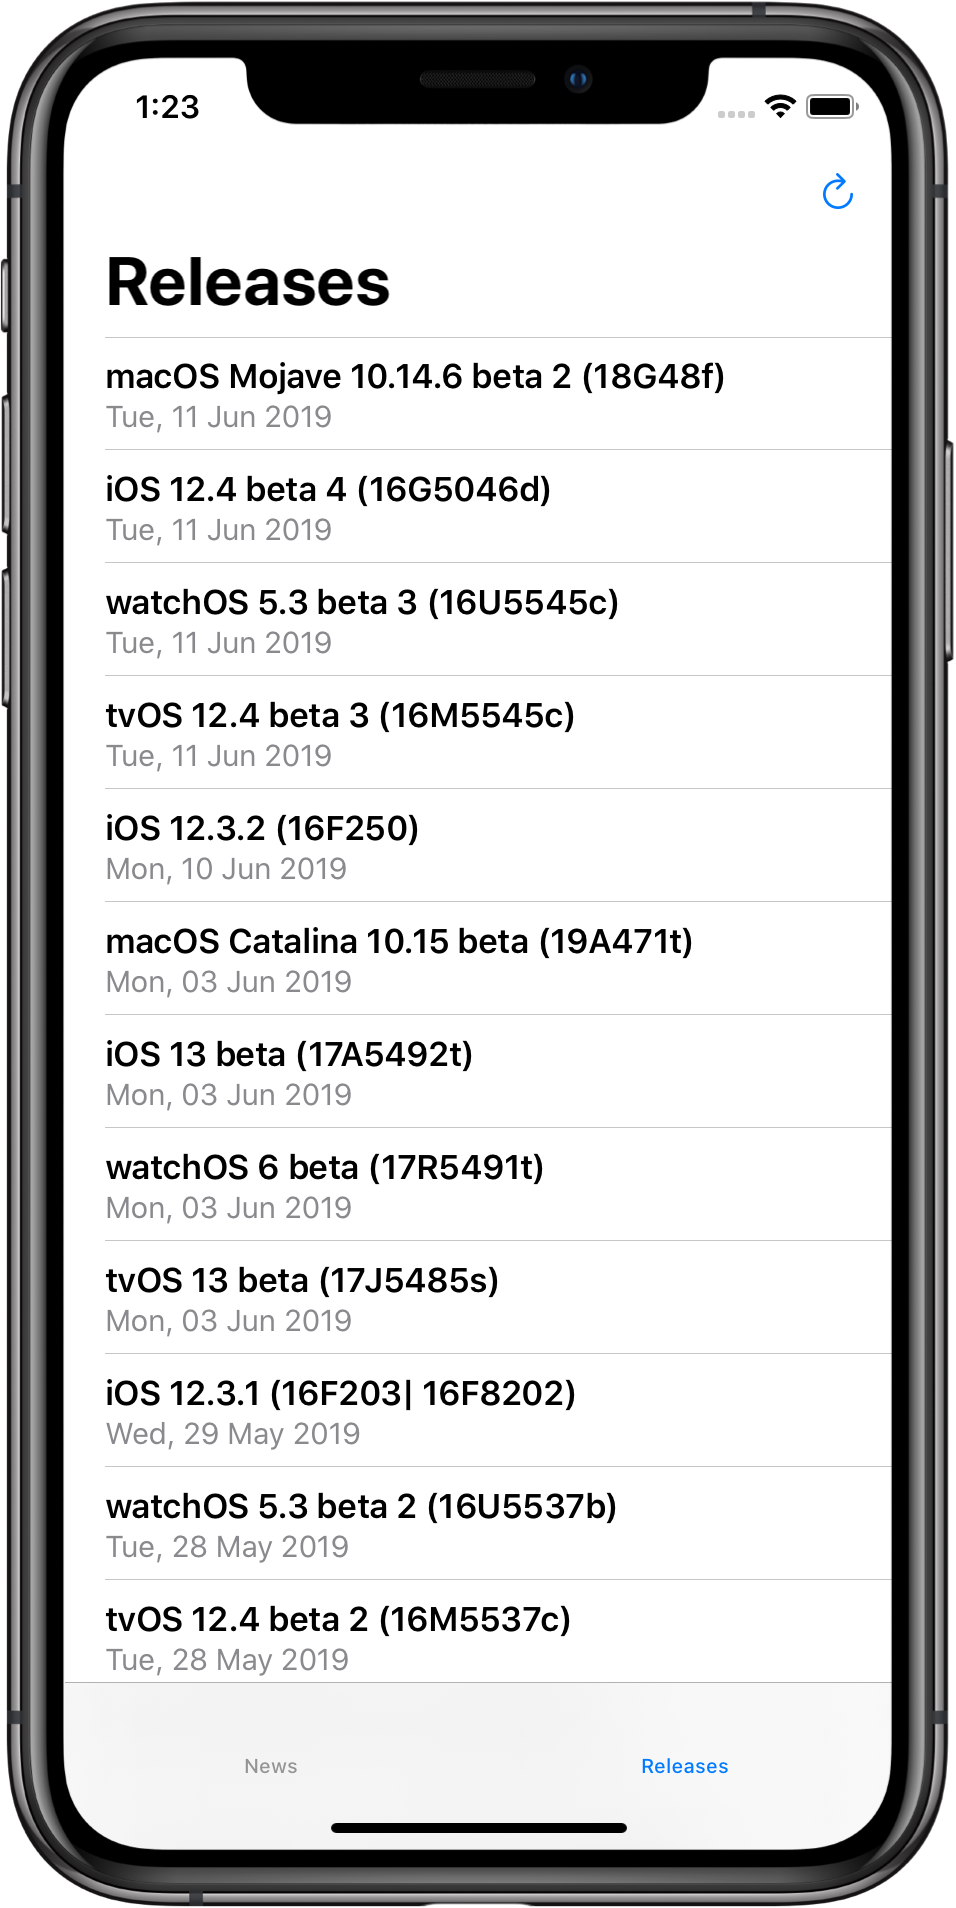 1:23
Releases
macOS Mojave 10.14.6 beta 2 (18G48f)
Tue, 11 Jun 2019
iOS 12.4 beta 4 (16G5046d)
Tue, 11 Jun 2019
watchOS 5.3 beta 3 (16U5545c)
Tue, 11 Jun 2019
tvOS 12.4 beta 3 (16M5545c)
Tue, 11 Jun 2019
iOS 12.3.2 (16F250)
Mon, 10 Jun 2019
macOS Catalina 10.15 beta (19A471t)
Mon, 03 Jun 2019
iOS 13 beta (17A5492t)
Mon, 03 Jun 2019
watchOS 6 beta (17R5491t)
Mon, 03 Jun 2019
tvOS 13 beta (17J5485s)
Mon, 03 Jun 2019
iOS 12.3.1 (16F203| 16F8202)
Wed, 29 May 2019
watchOS 5.3 beta 2 (16U5537b)
Tue, 28 May 2019
tvOS 12.4 beta 2 (16M5537c)
Tue, 28 May 2019
News
Releases